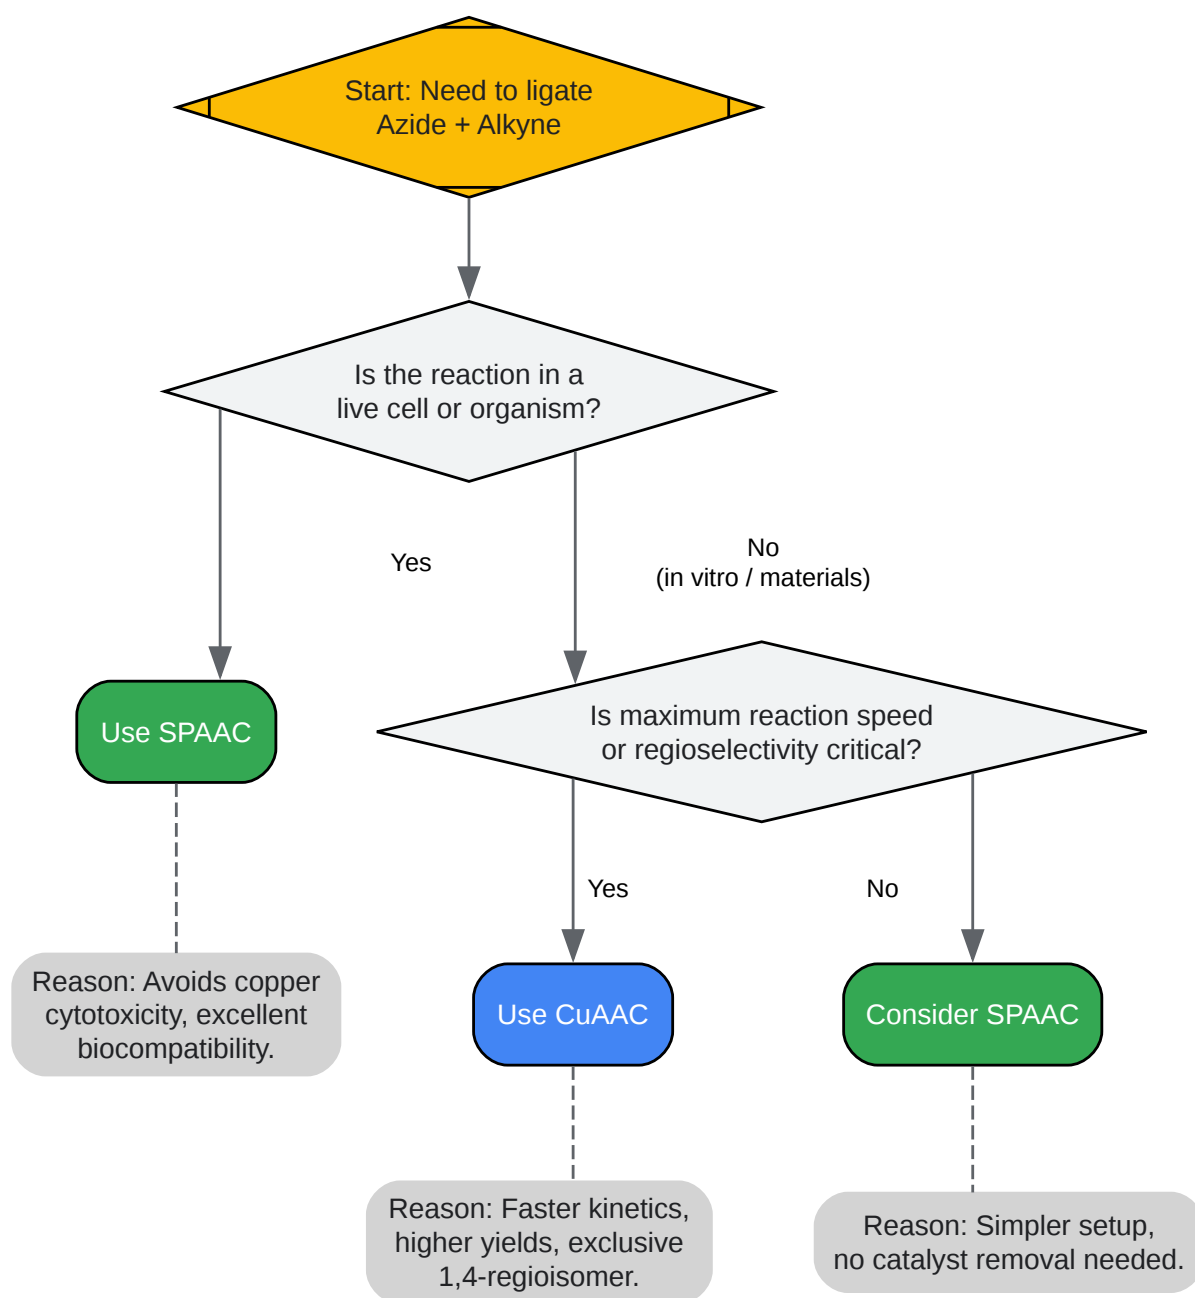 Start: Need to ligate
Azide + Alkyne
Is the reaction in a
live cell or organism?
Yes
No
(in vitro / materials)
Use SPAAC
Is maximum reaction speed
or regioselectivity critical?
Yes
No
Reason: Avoids copper
cytotoxicity, excellent
biocompatibility.
Use CuAAC
Consider SPAAC
Reason: Faster kinetics,
higher yields, exclusive
1,4-regioisomer.
Reason: Simpler setup,
no catalyst removal needed.